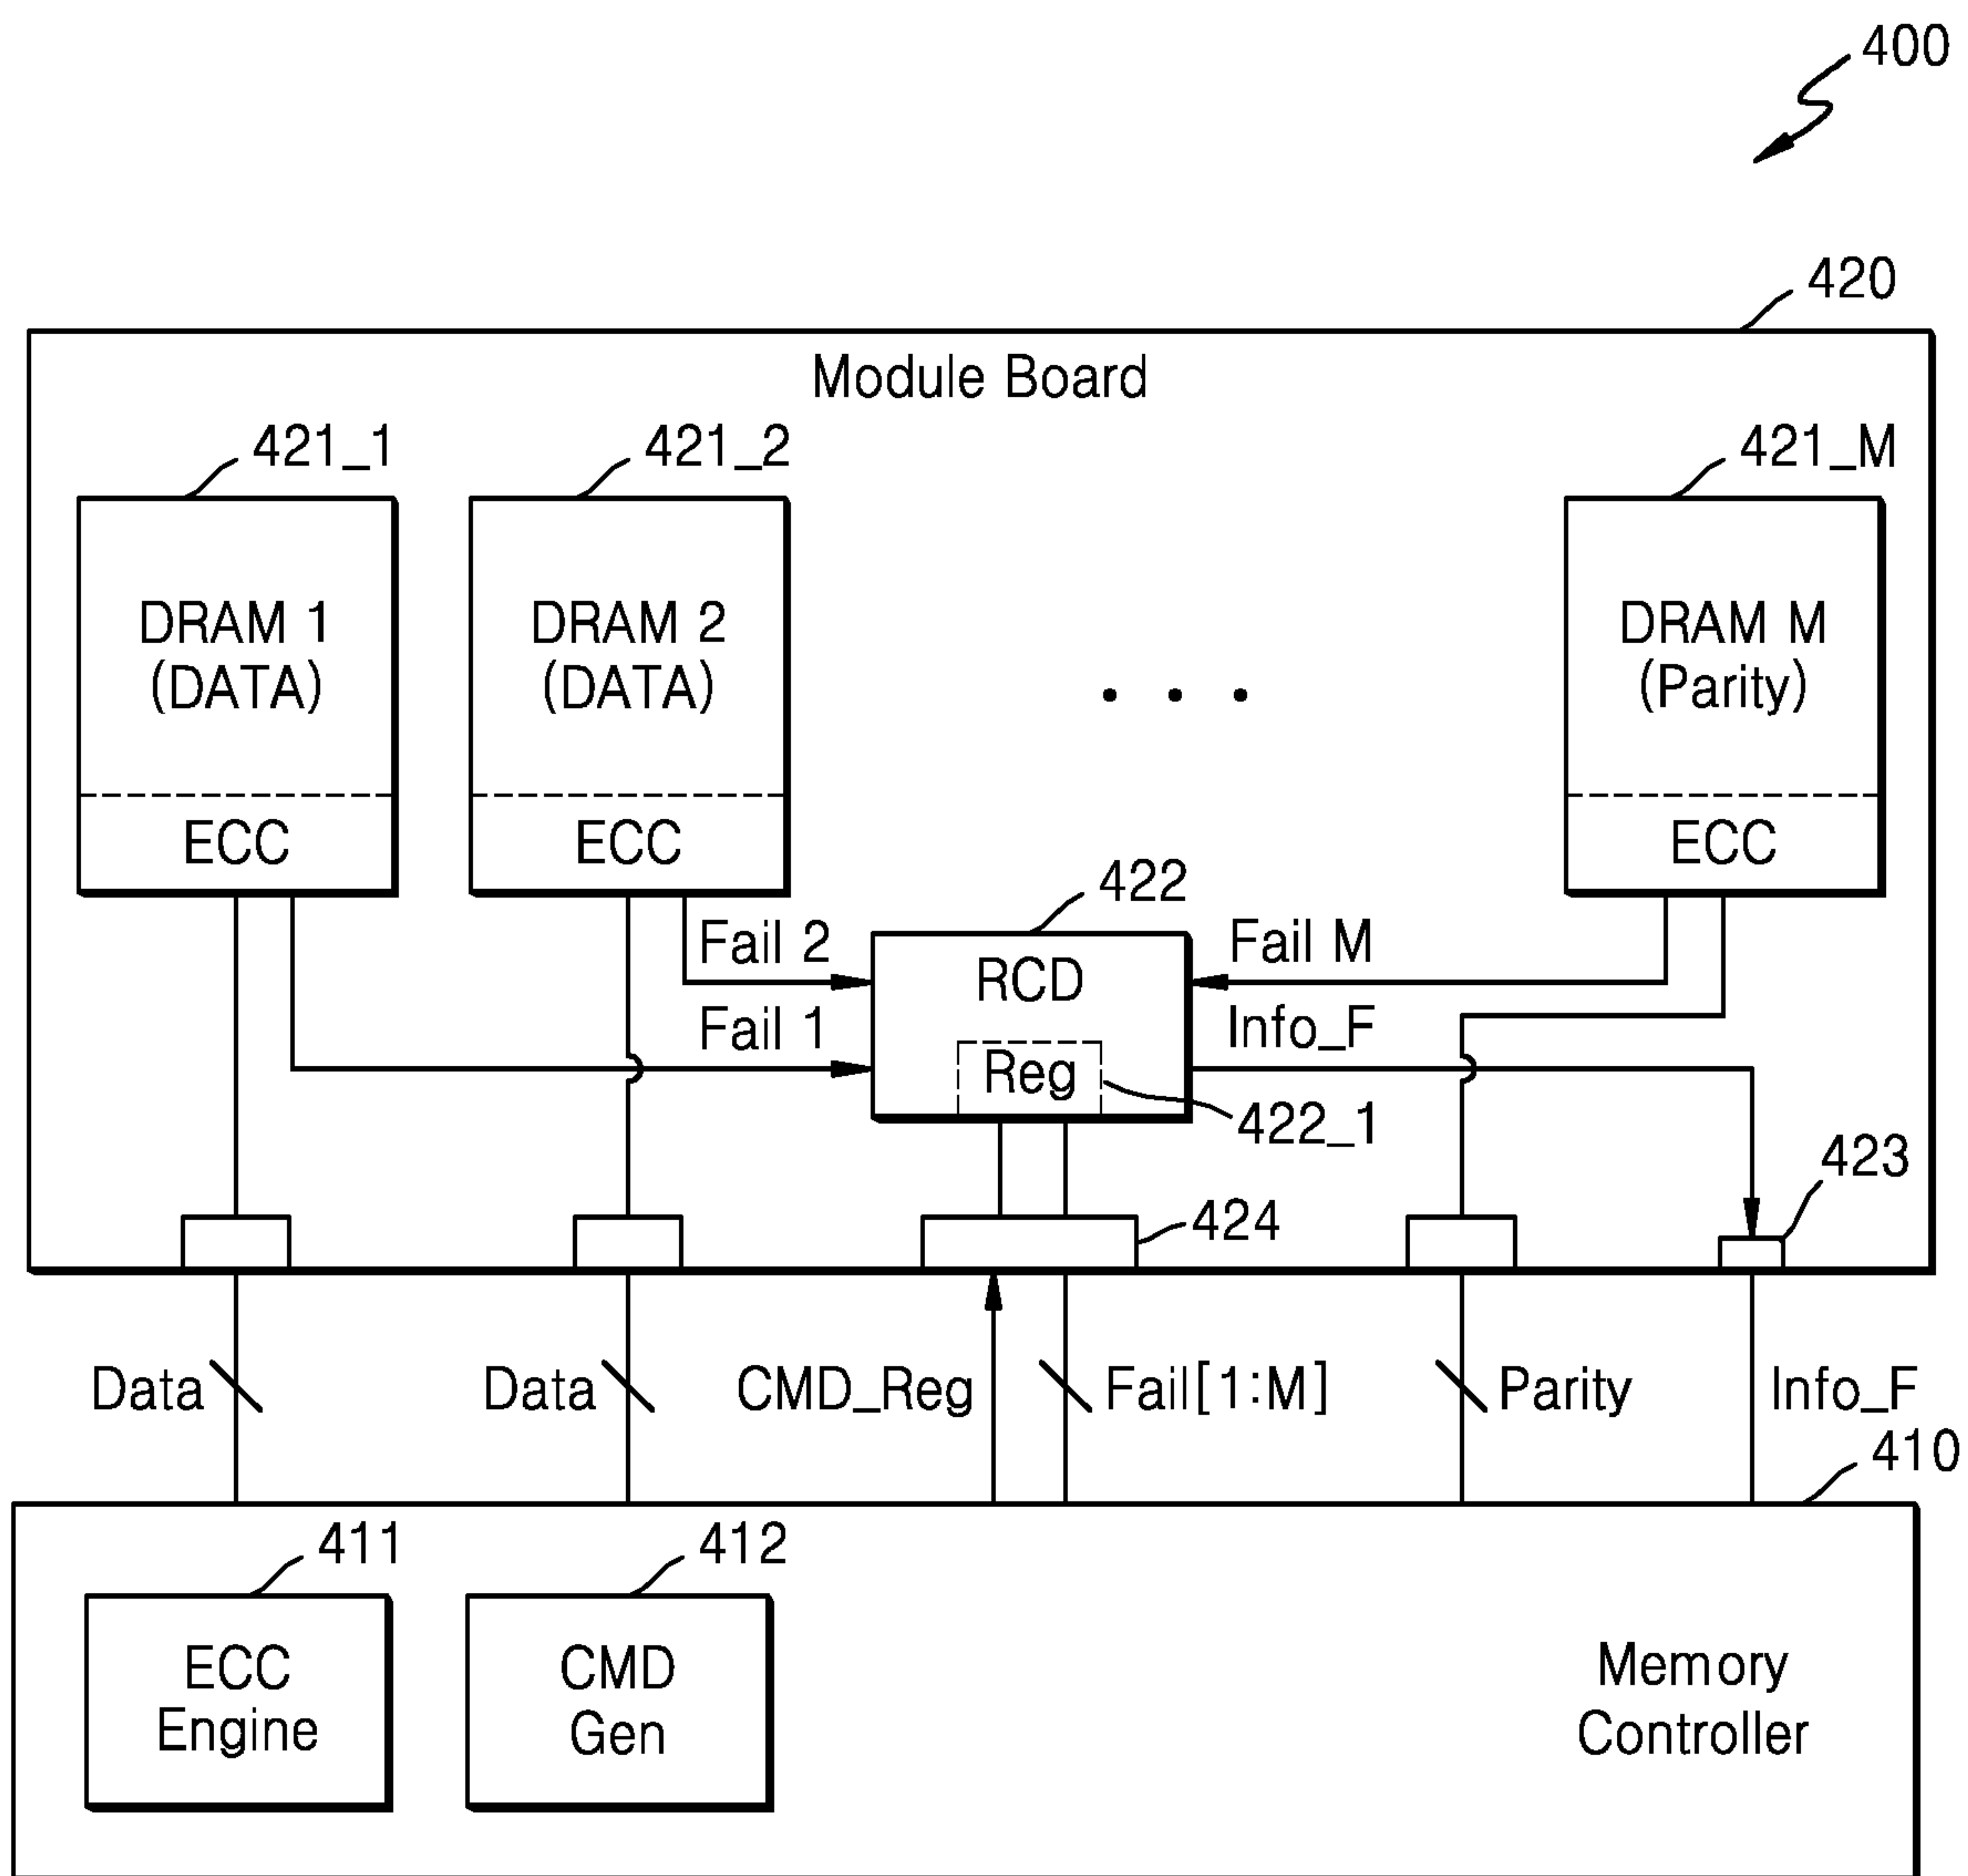 400
420
Module Board
421_1
421_2
421_M
DRAM 1
(DATA)
DRAM 2
(DATA)
DRAM M
(Parity)
ECC
ECC
ECC
422
Fail 2
Fail M
RCD
Fail 1
Info_F
Reg
422_1
423
424
Data
Data
CMD_Reg
Fail[1:M]
Parity
Info_F
410
411
412
ECC
Engine
CMD
Gen
Memory
Controller